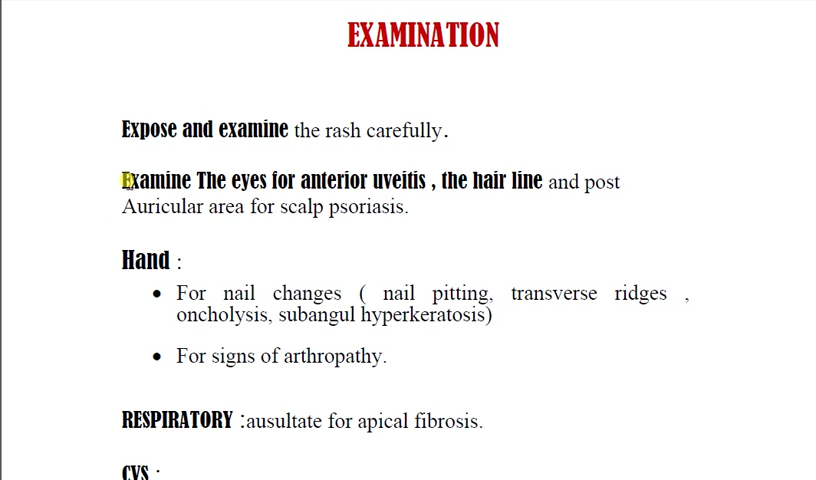 EXAMINATION
Expose and examine the rash carefully.
Examine The eyes for anterior uveitis , the hair line and post
Auricular area for scalp psoriasis.
Hand :
• For nail changes ( nail pitting, transverse ridges ,
oncholysis, subangul hyperkeratosis)
• For signs of arthropathy.
RESPIRATORY :ausultate for apical fibrosis.
CVS :